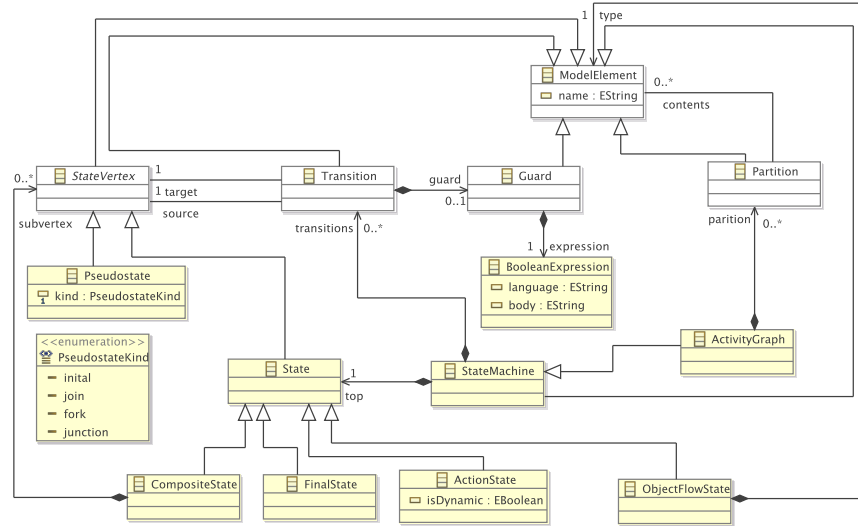 1
type
ModelElement
name : EString
0..*
contents
0..*
StateVertex
1
Transition
guard
Guard
Partition
1 target
0..1
subvertex
source
transitions
0..*
parition
0..*
1
expression
Pseudostate
BooleanExpression
kind : PseudostateKind
1
language : EString
body : EString
<<enumeration>>
PseudostateKind
ActivityGraph
inital
State
1
StateMachine
join
top
fork
junction
CompositeState
FinalState
ActionState
ObjectFlowState
isDynamic : EBoolean